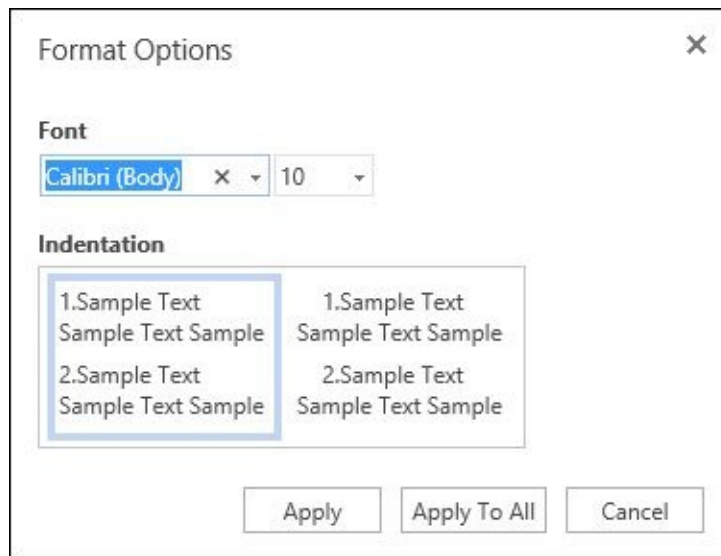 Format Options
Font
Calibri (Body) 10
Indentation
1.Sample Text 1.Sample Text
Sample Text Sample Sample Text Sample
2.Sample Text 2.Sample Text
Sample Text Sample Sample Text Sample
Apply Apply To All Cancel